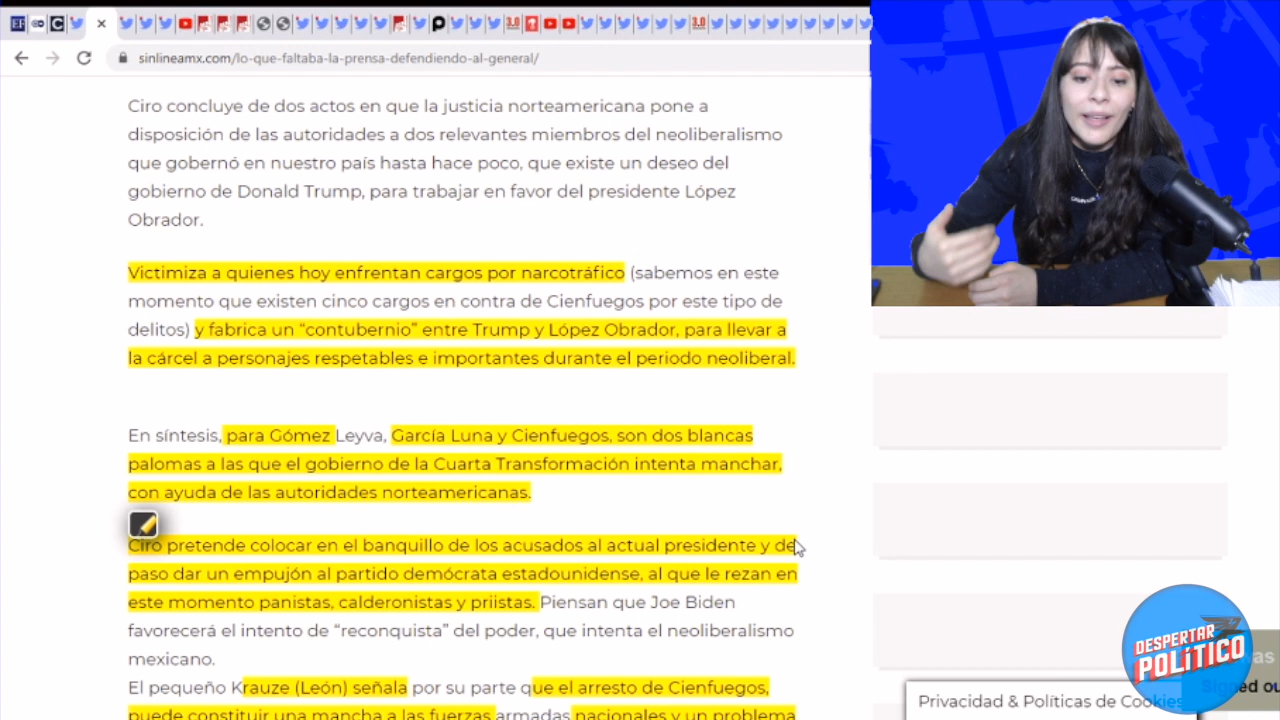 sinlineamx.com/lo-que-faltaba-la-prensa-defendiendo-al-general/
Ciro concluye de dos actos en que la justicia norteamericana pone a
disposición de las autoridades a dos relevantes miembros del neoliberalismo
que gobernó en nuestro país hasta hace poco, que existe un deseo del
gobierno de Donald Trump, para trabajar en favor del presidente López
Obrador.
Victimiza a quienes hoy enfrentan cargos por narcotráfico (sabemos en este
momento que existen cinco cargos en contra de Cienfuegos por este tipo de
delitos) y fabrica un “contubernio” entre Trump y López Obrador, para llevar a
la cárcel a personajes respetables e importantes durante el periodo neoliberal.
En síntesis, para Gómez Leyva, García Luna y Cienfuegos, son dos blancas
palomas a las que el gobierno de la Cuarta Transformación intenta manchar,
con ayuda de las autoridades norteamericanas.
Ciro pretende colocar en el banquillo de los acusados al actual presidente y de
paso dar un empujón al partido demócrata estadounidense, al que le rezan en
este momento panistas, calderonistas y priistas. Piensan que Joe Biden
favorecerá el intento de “reconquista” del poder, que intenta el neoliberalismo
mexicano.
El pequeño Krauze (León) señala por su parte que el arresto de Cienfuegos,
puede constituir una mancha a las fuerzas armadas nacionales y un problema
DESPERTAR
POLÍTICO
Privacidad & Políticas de Cookies